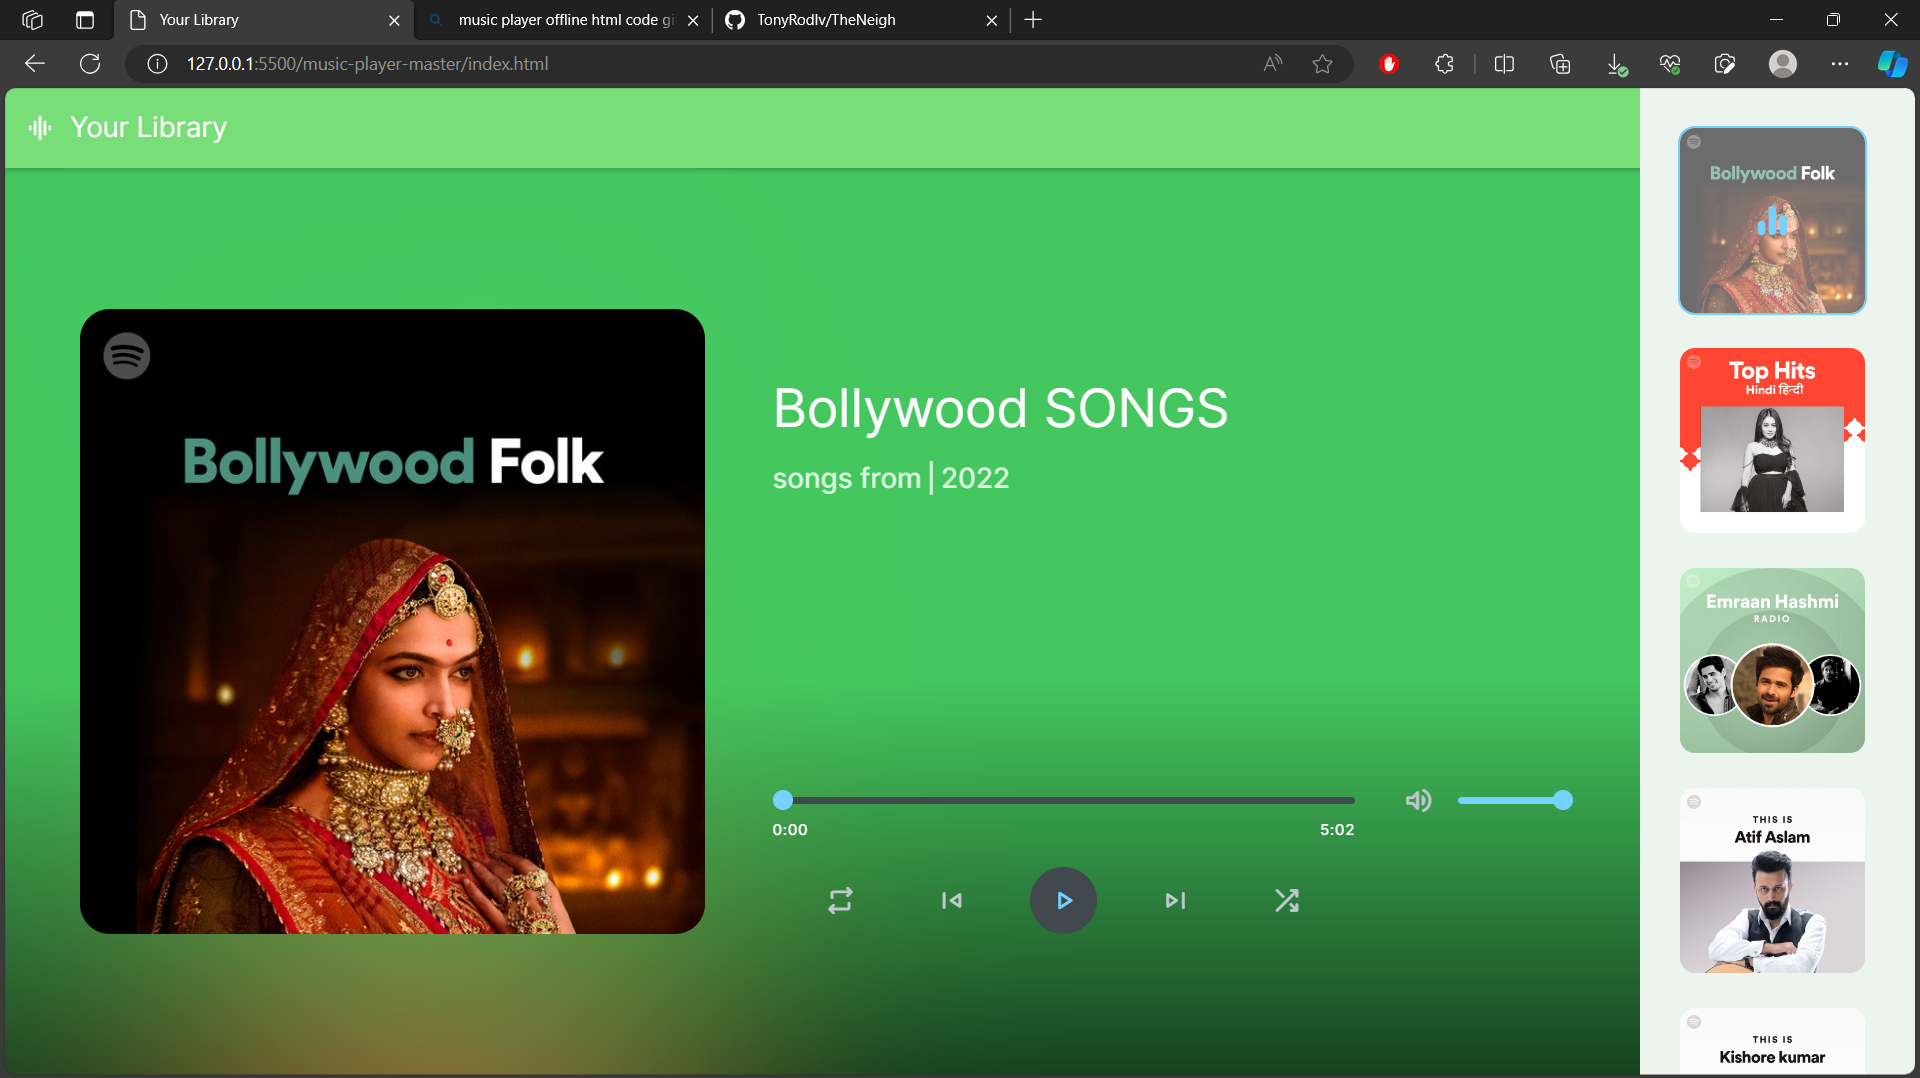 Your Library
music player offline html code gi
TonyRodlv/TheNeigh
127.0.0.1:5500/music-player-master/index.html
Your Library
Bollywood Folk
Bollywood SONGS
songs from | 2022
0:00
5:02
Bollywood Folk
Top Hits
Hindi हिन्दी
Emraan Hashmi
RADIO
THIS IS
Atif Aslam
THIS IS
Kishore kumar